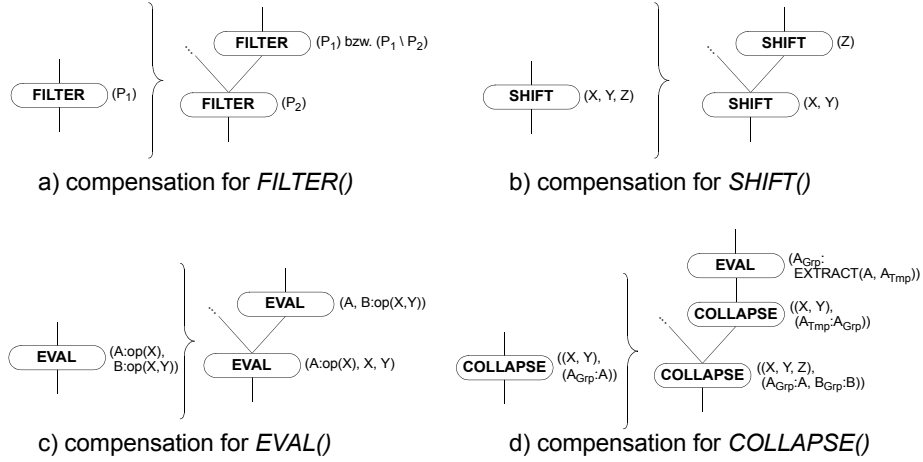 FILTER (P1) bzw. (P1 \ P2)
FILTER (P1)
FILTER (P2)
a) compensation for FILTER()
SHIFT (Z)
SHIFT (X, Y, Z)
SHIFT (X, Y)
b) compensation for SHIFT()
EVAL (A, B:op(X,Y))
EVAL (A:op(X),
B:op(X,Y))
EVAL (A:op(X), X, Y)
c) compensation for EVAL()
EVAL (AGrp:
EXTRACT(A, ATmp))
COLLAPSE ((X, Y),
(ATmp:AGrp))
COLLAPSE ((X, Y),
(AGrp:A))
COLLAPSE ((X, Y, Z),
(AGrp:A, BGrp:B))
d) compensation for COLLAPSE()